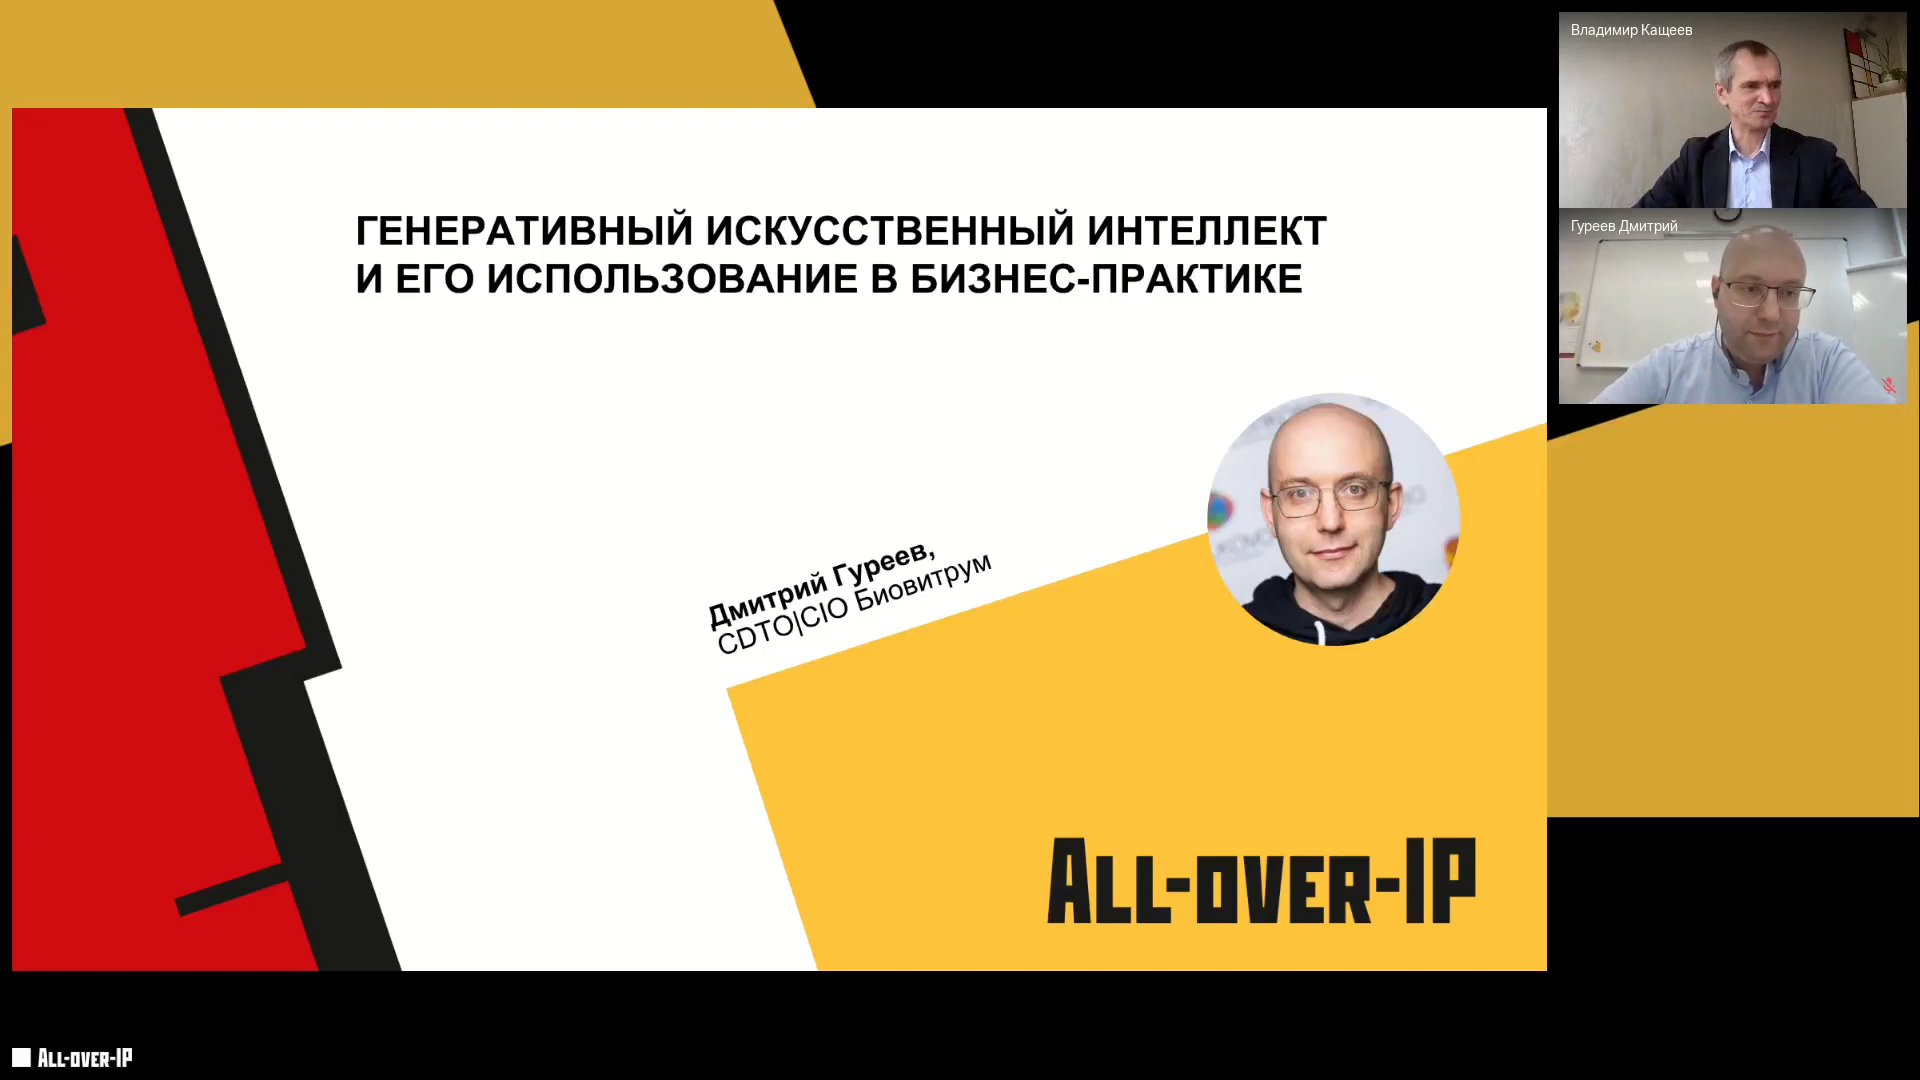 Владимир Кащеев
Гуреев Дмитрий
ГЕНЕРАТИВНЫЙ ИСКУССТВЕННЫЙ ИНТЕЛЛЕКТ
И ЕГО ИСПОЛЬЗОВАНИЕ В БИЗНЕС-ПРАКТИКЕ
Дмитрий Гуреев,
CDTO|CIO Биовитрум
ALL-OVER-IP
ALL-OVER-IP